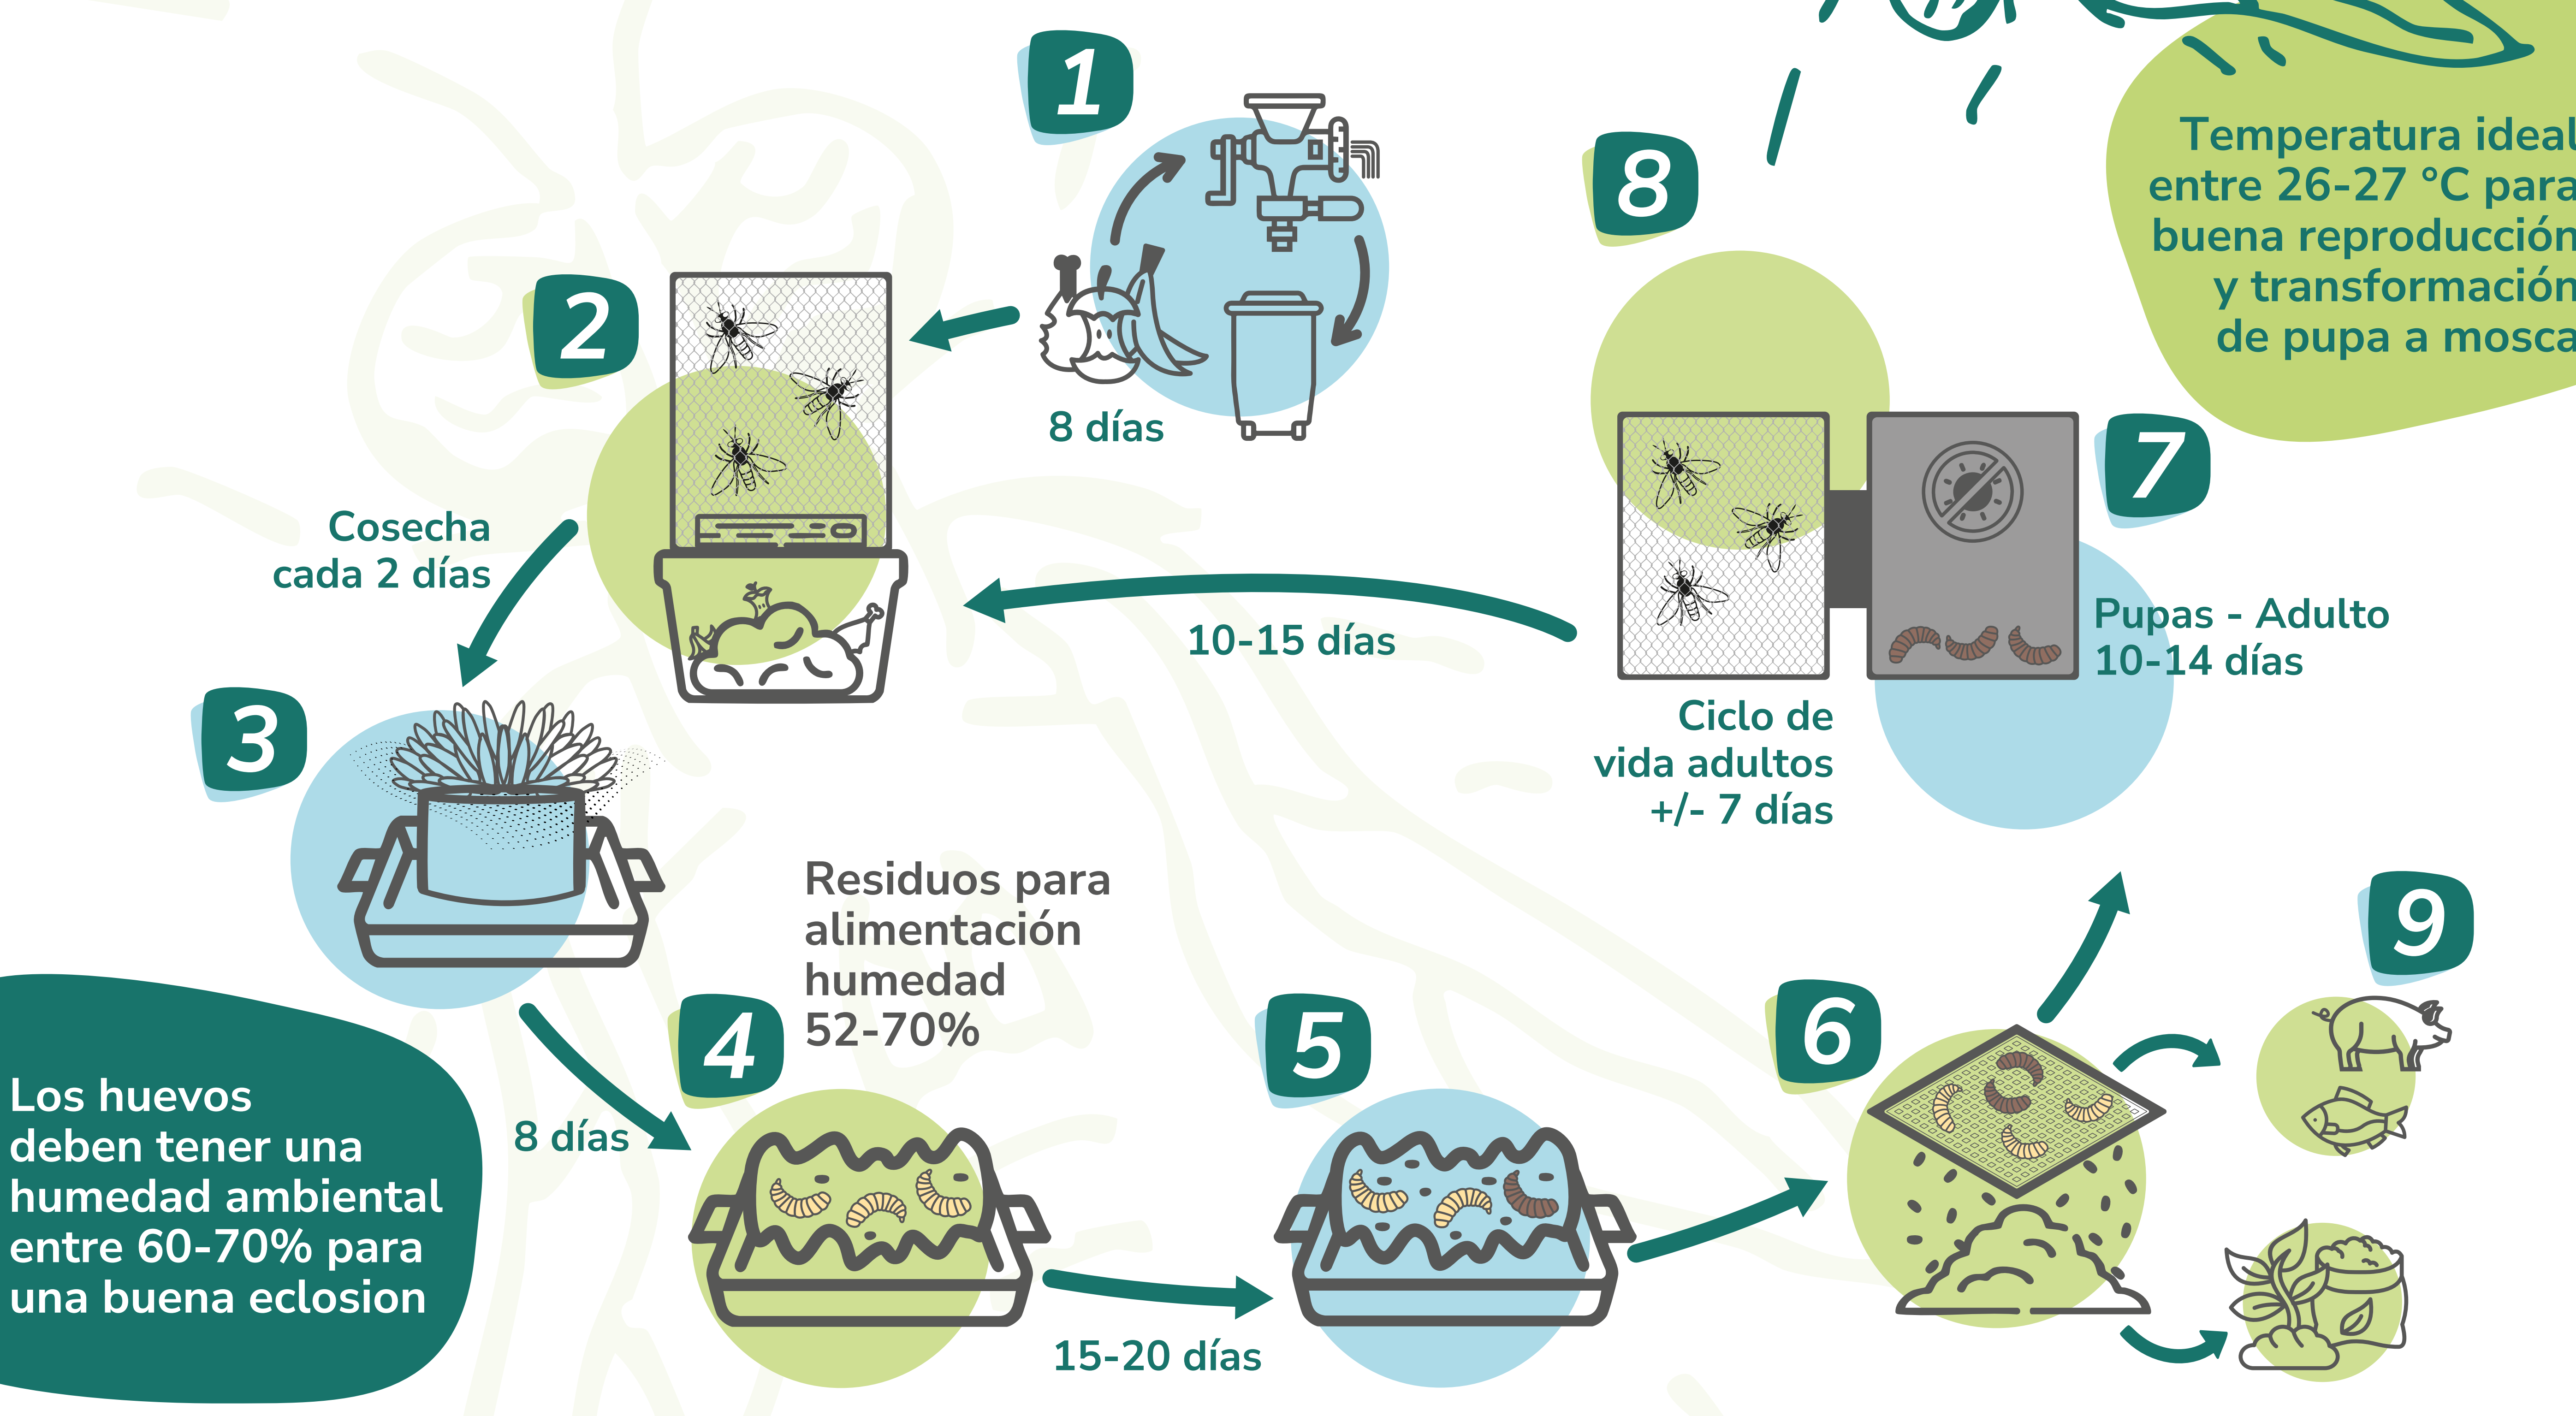 1
8 días
2
Cosecha
cada 2 días
3
Los huevos
deben tener una
humedad ambiental
entre 60-70% para
una buena eclosion
8 días
4
Residuos para
alimentación
humedad
52-70%
15-20 días
5
6
7
Pupas - Adulto
10-14 días
8
Ciclo de
vida adultos
+/- 7 días
10-15 días
Temperatura ideal
entre 26-27 °C para
buena reproducción
y transformación
de pupa a mosca
9